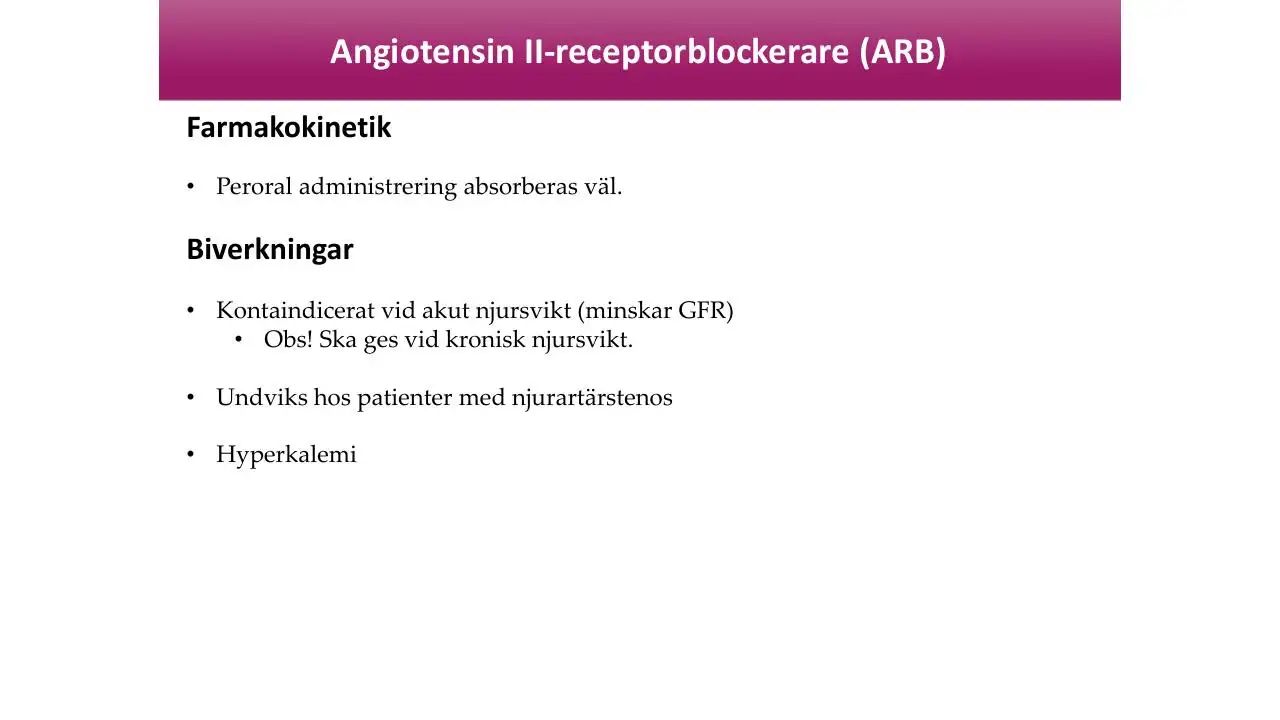 Angiotensin II-receptorblockerare (ARB)
Farmakokinetik
• Peroral administrering absorberas väl.
Biverkningar
• Kontaindicerat vid akut njursvikt (minskar GFR)
• Obs! Ska ges vid kronisk njursvikt.
• Undviks hos patienter med njurartärstenos
• Hyperkalemi